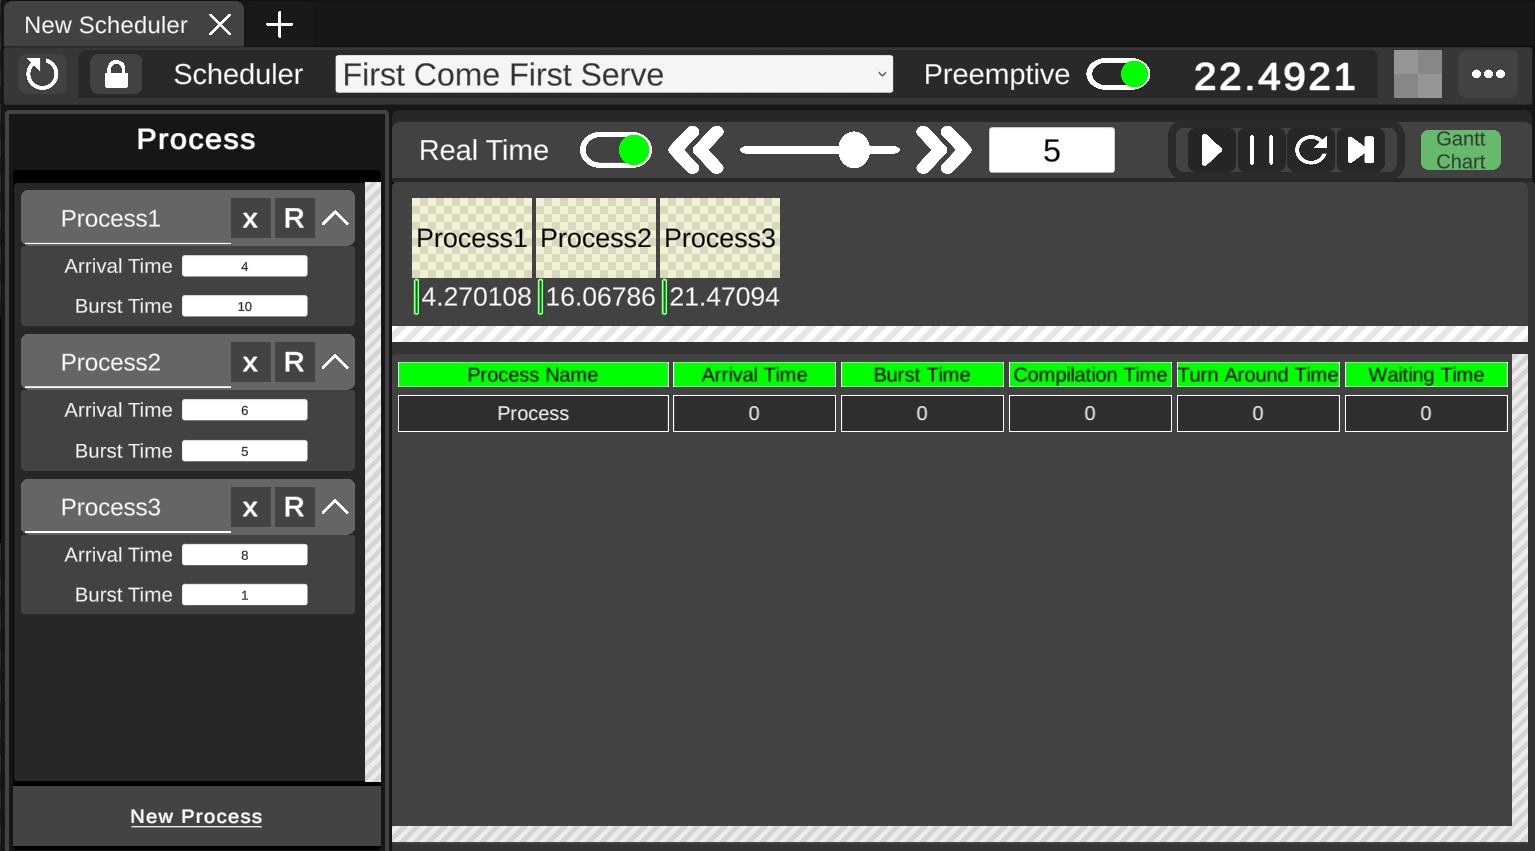 New Scheduler
Scheduler First Come First Serve Preemptive 22.4921
Process
Process1 x R
Arrival Time 4
Burst Time 10
Process2 x R
Arrival Time 6
Burst Time 5
Process3 x R
Arrival Time 8
Burst Time 1
New Process
Real Time 5 Gantt
Chart
Process1 Process2 Process3
4.270108 16.06786 21.47094
Process Name Arrival Time Burst Time Compilation Time Turn Around Time Waiting Time
Process 0 0 0 0 0